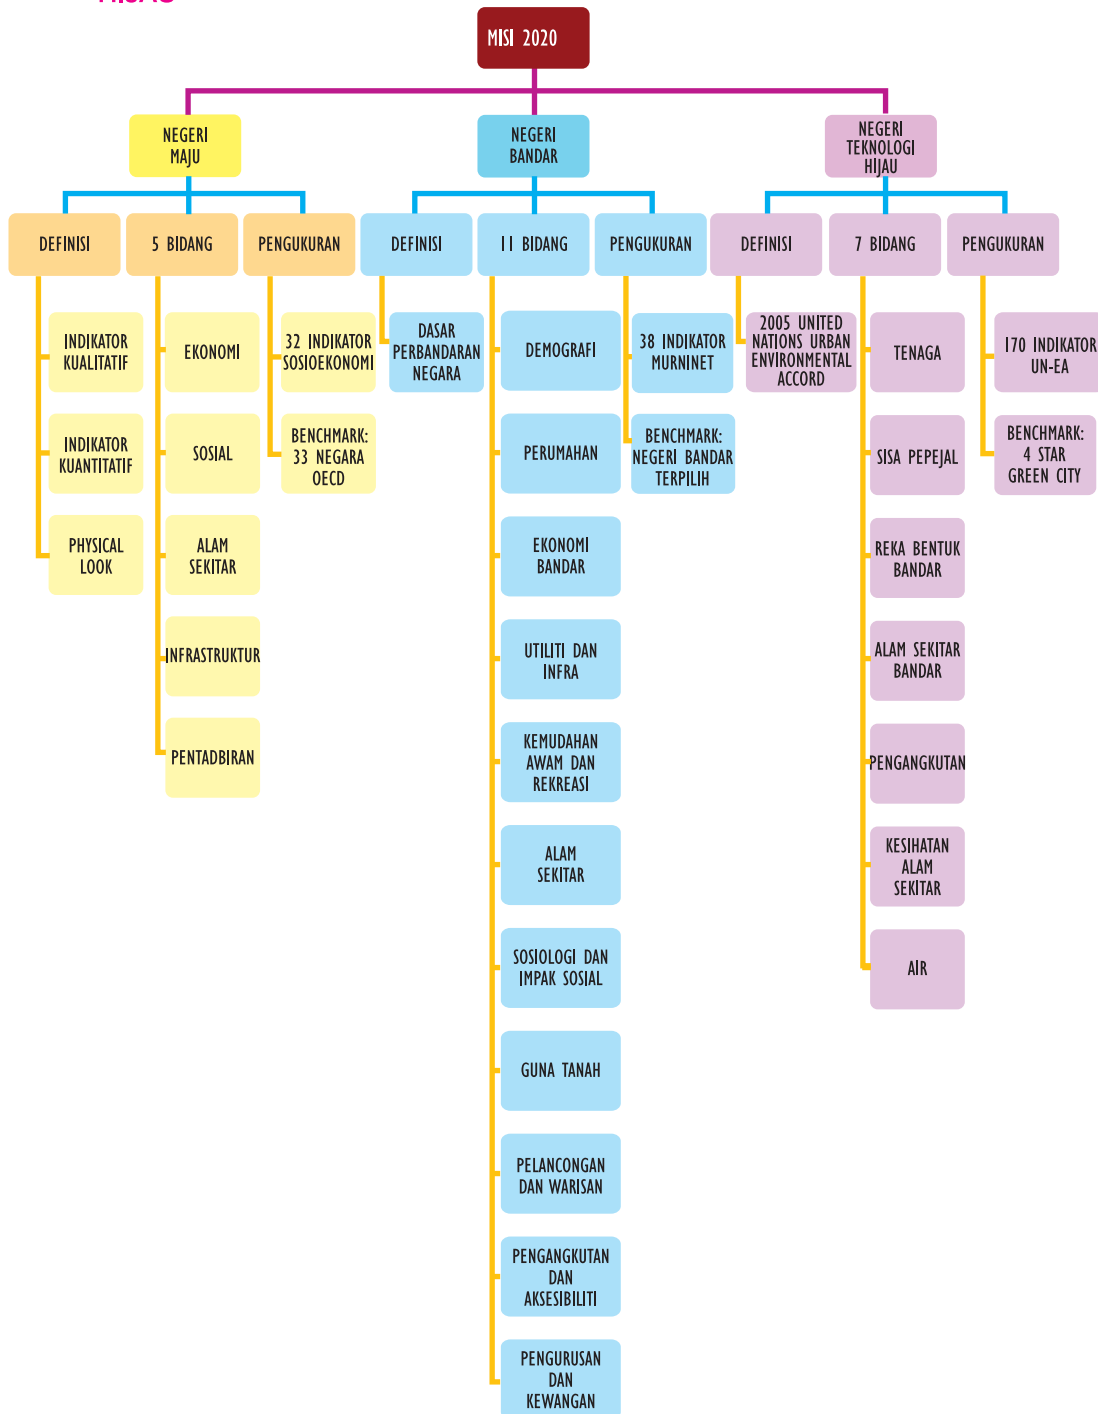 MISI 2020
NEGERI
MAJU
NEGERI
BANDAR
NEGERI
TEKNOLOGI
HIJAU
DEFINISI
5 BIDANG
PENGUKURAN
DEFINISI
11 BIDANG
PENGUKURAN
DEFINISI
7 BIDANG
PENGUKURAN
INDIKATOR
KUALITATIF
INDIKATOR
KUANTITATIF
PHYSICAL
LOOK
EKONOMI
SOSIAL
ALAM
SEKITAR
INFRASTRUKTUR
PENTADBIRAN
32 INDIKATOR
SOSIOEKONOMI
BENCHMARK:
33 NEGARA
OECD
DASAR
PERBANDARAN
NEGARA
DEMOGRAFI
PERUMAHAN
EKONOMI
BANDAR
UTILITI DAN
INFRA
KEMUDAHAN
AWAM DAN
REKREASI
ALAM
SEKITAR
SOSIOLOGI DAN
IMPAK SOSIAL
GUNA TANAH
PELANCONGAN
DAN WARISAN
PENGANGKUTAN
DAN
AKSESIBILITI
PENGURUSAN
DAN
KEWANGAN
38 INDIKATOR
MURNINET
BENCHMARK:
NEGERI BANDAR
TERPILIH
2005 UNITED
NATIONS URBAN
ENVIRONMENTAL
ACCORD
TENAGA
SISA PEPEJAL
REKA BENTUK
BANDAR
ALAM SEKITAR
BANDAR
PENGANGKUTAN
KESIHATAN
ALAM
SEKITAR
AIR
170 INDIKATOR
UN-EA
BENCHMARK:
4 STAR
GREEN CITY